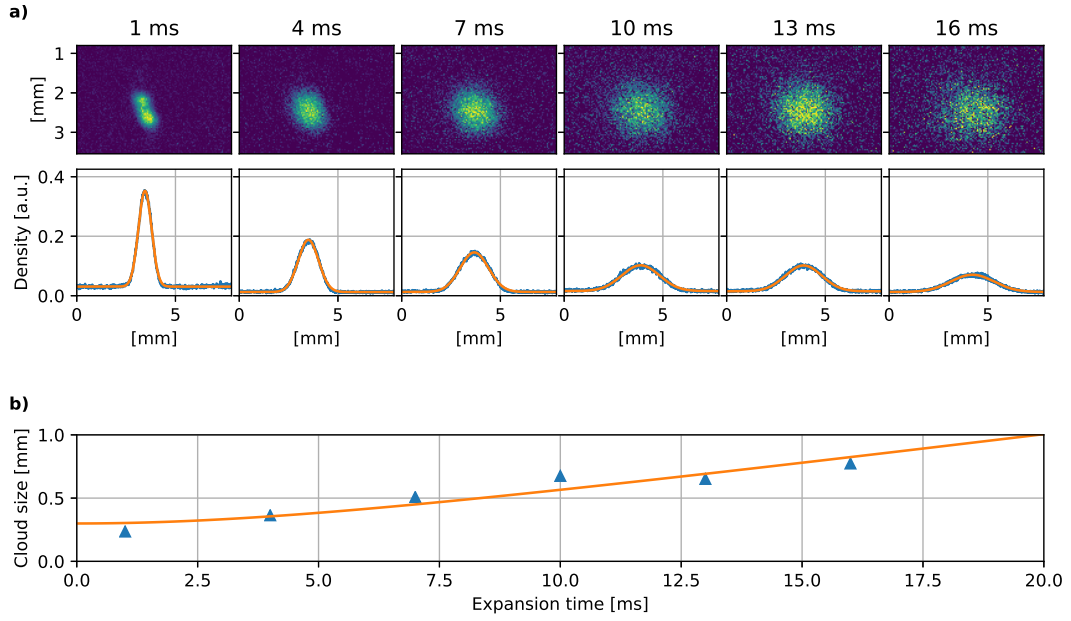 a)
1 ms 4 ms 7 ms 10 ms 13 ms 16 ms
1
2
3
[mm]
0.4
0.2
0.0
Density [a.u.]
0 5 0 5 0 5 0 5 0 5 0 5
[mm] [mm] [mm] [mm] [mm] [mm]
b)
1.0
0.5
0.0
Cloud size [mm]
0.0 2.5 5.0 7.5 10.0 12.5 15.0 17.5 20.0
Expansion time [ms]